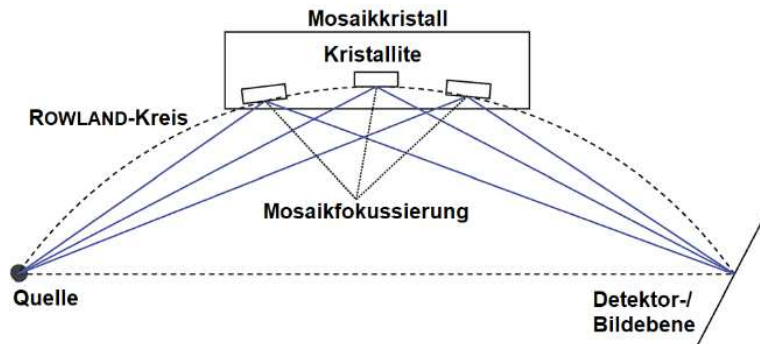 Mosaikkristall
Kristallite
ROWLAND-Kreis
Mosaikfokussierung
Quelle
Detektor-/
Bildebene